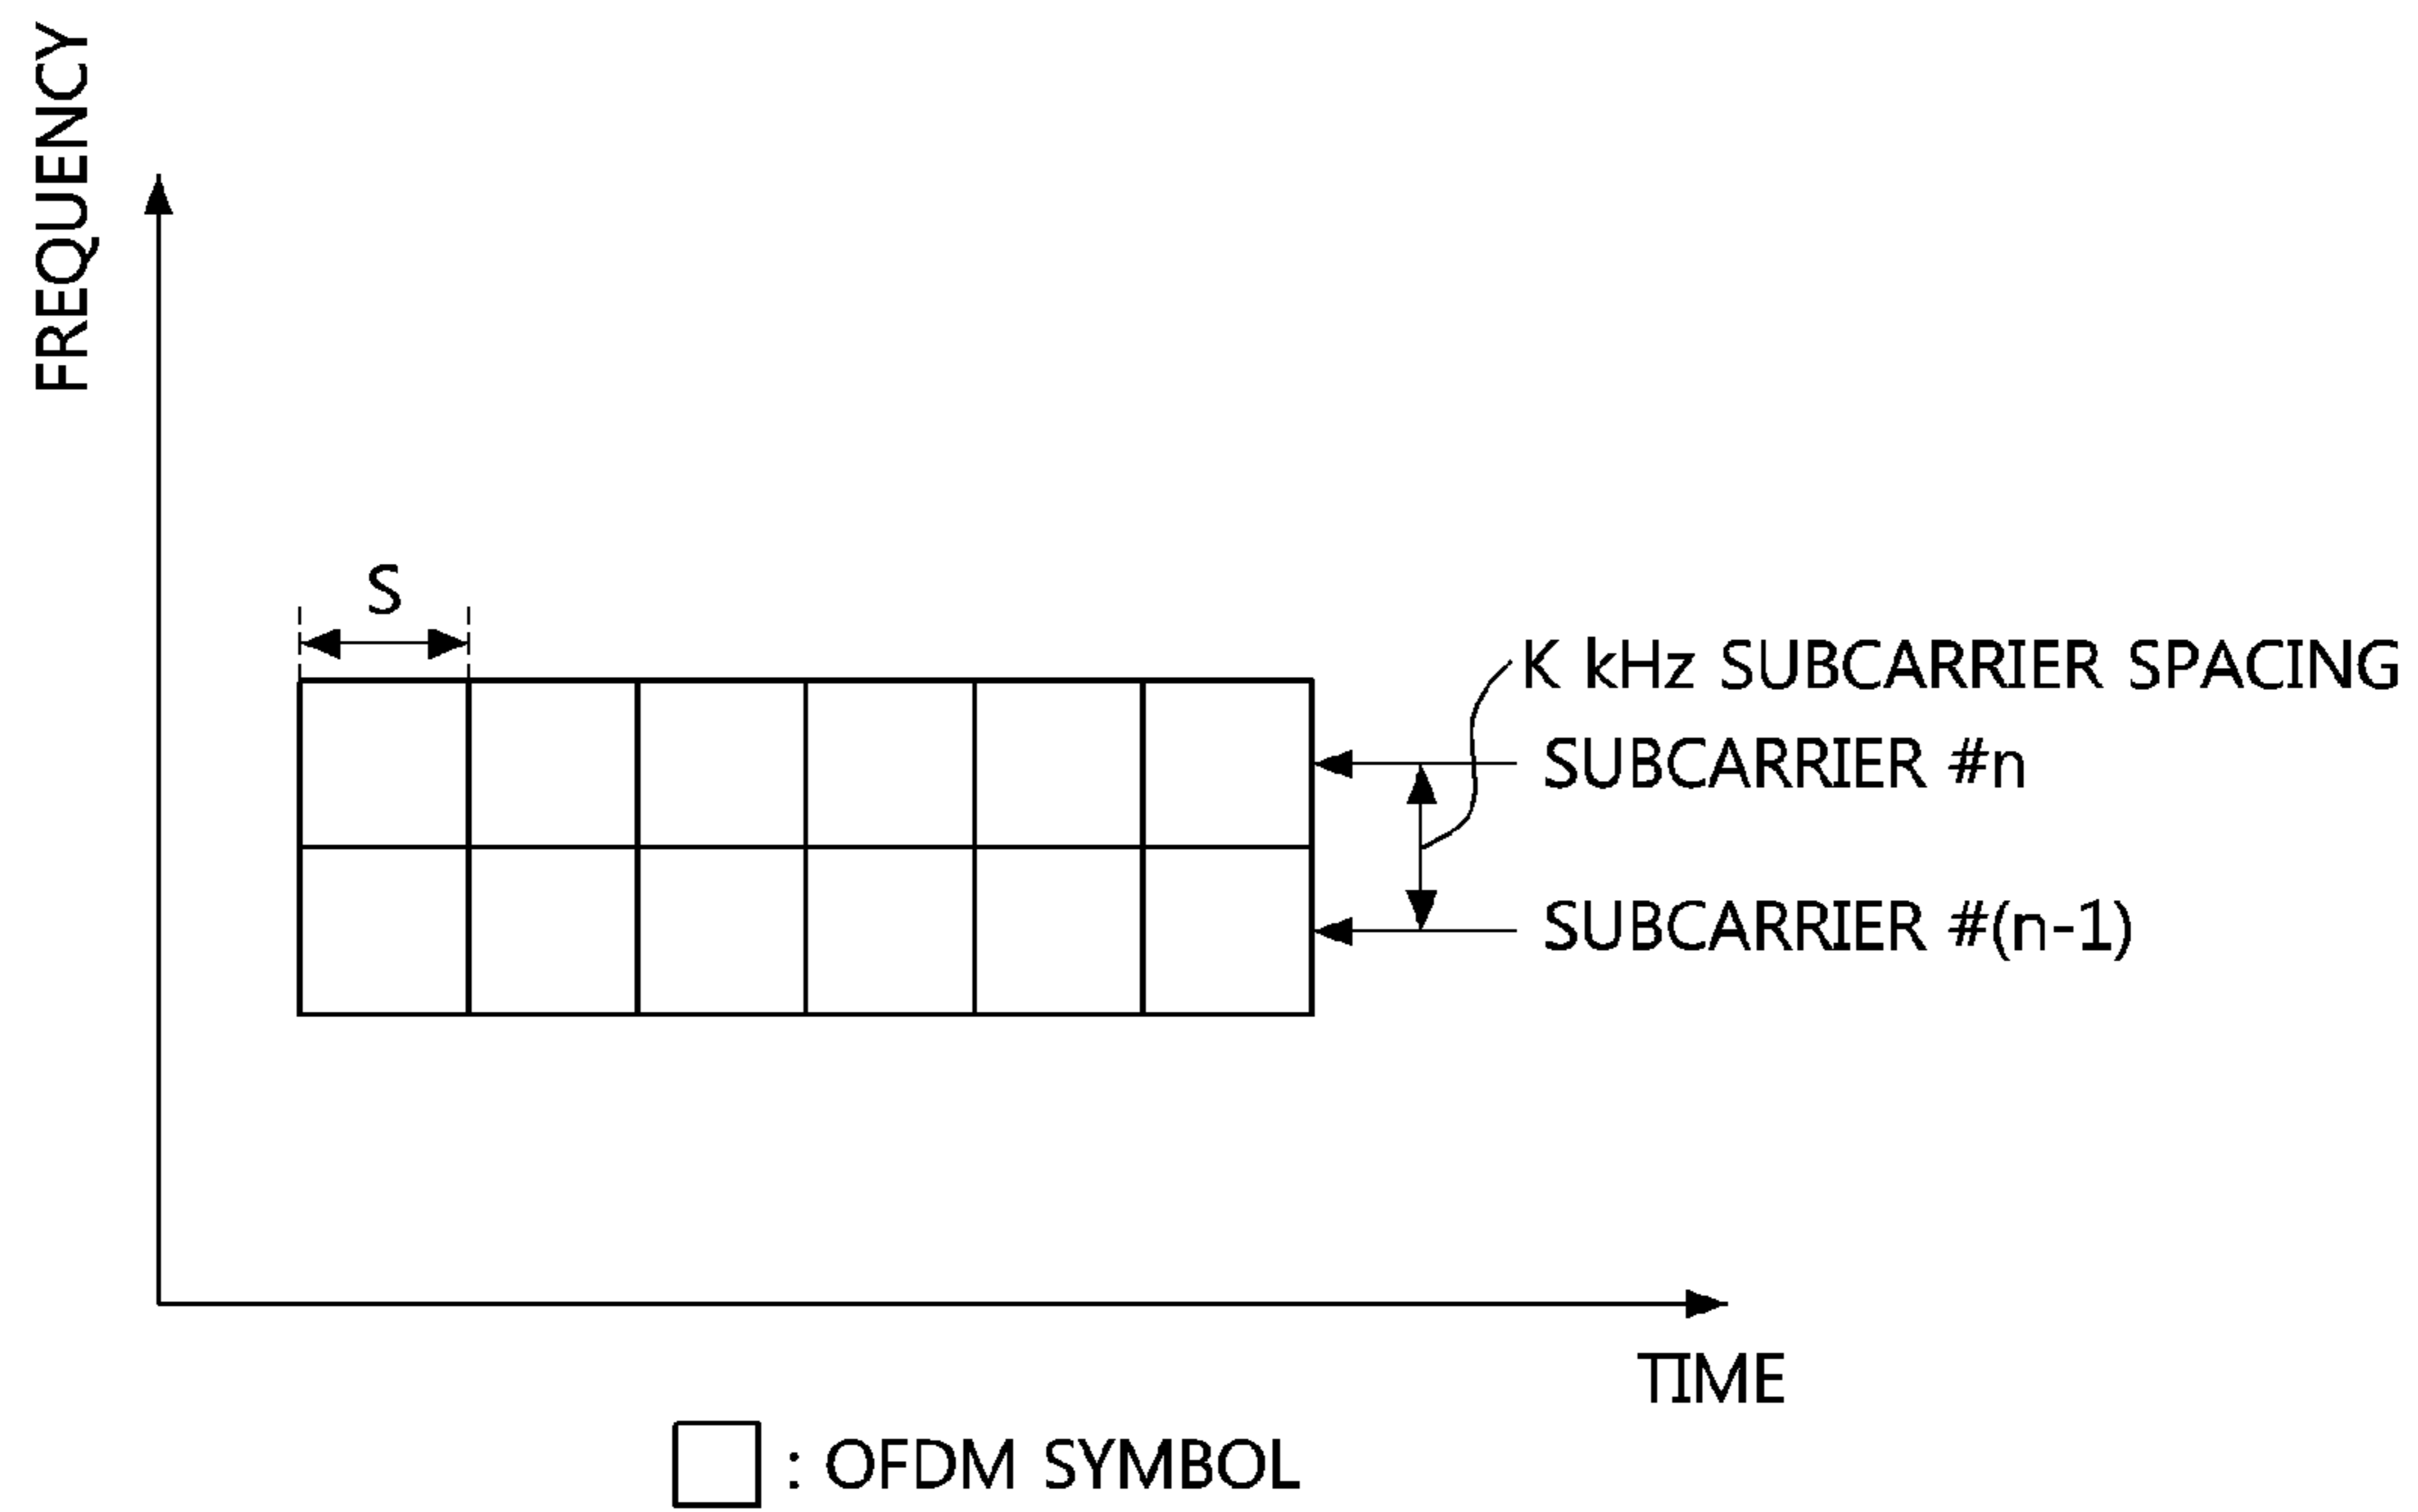 FREQUENCY
S
K kHz SUBCARRIER SPACING
SUBCARRIER #n
SUBCARRIER #(n-1)
TIME
: OFDM SYMBOL